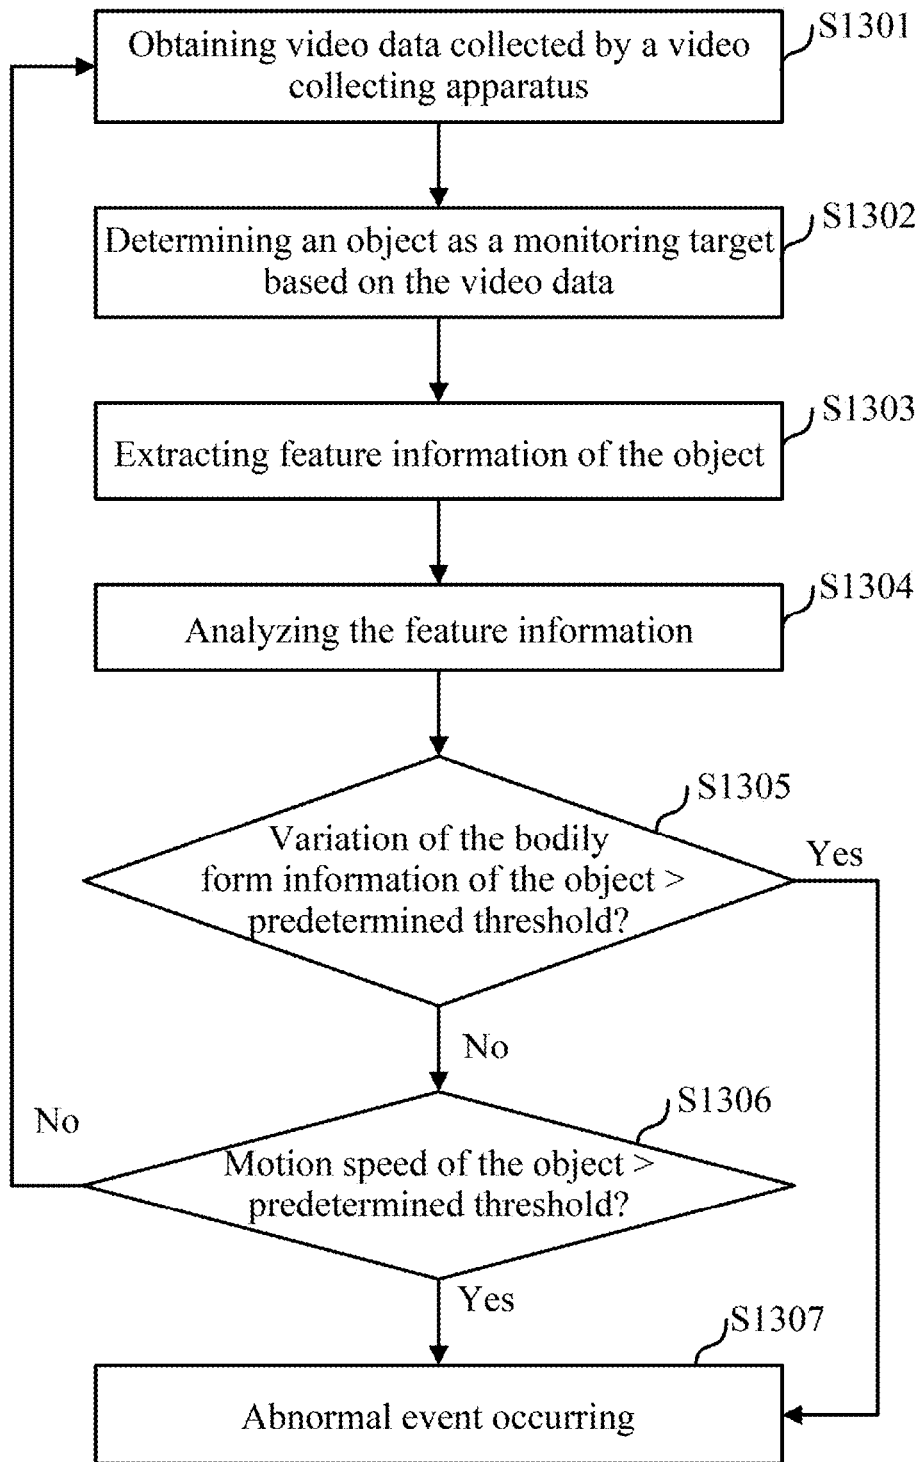 S1301
Obtaining video data collected by a video
collecting apparatus
S1302
Determining an object as a monitoring target
based on the video data
S1303
Extracting feature information of the object
S1304
Analyzing the feature information
S1305
Variation of the bodily
form information of the object >
predetermined threshold?
Yes
No
S1306
No
Motion speed of the object >
predetermined threshold?
Yes
S1307
Abnormal event occurring